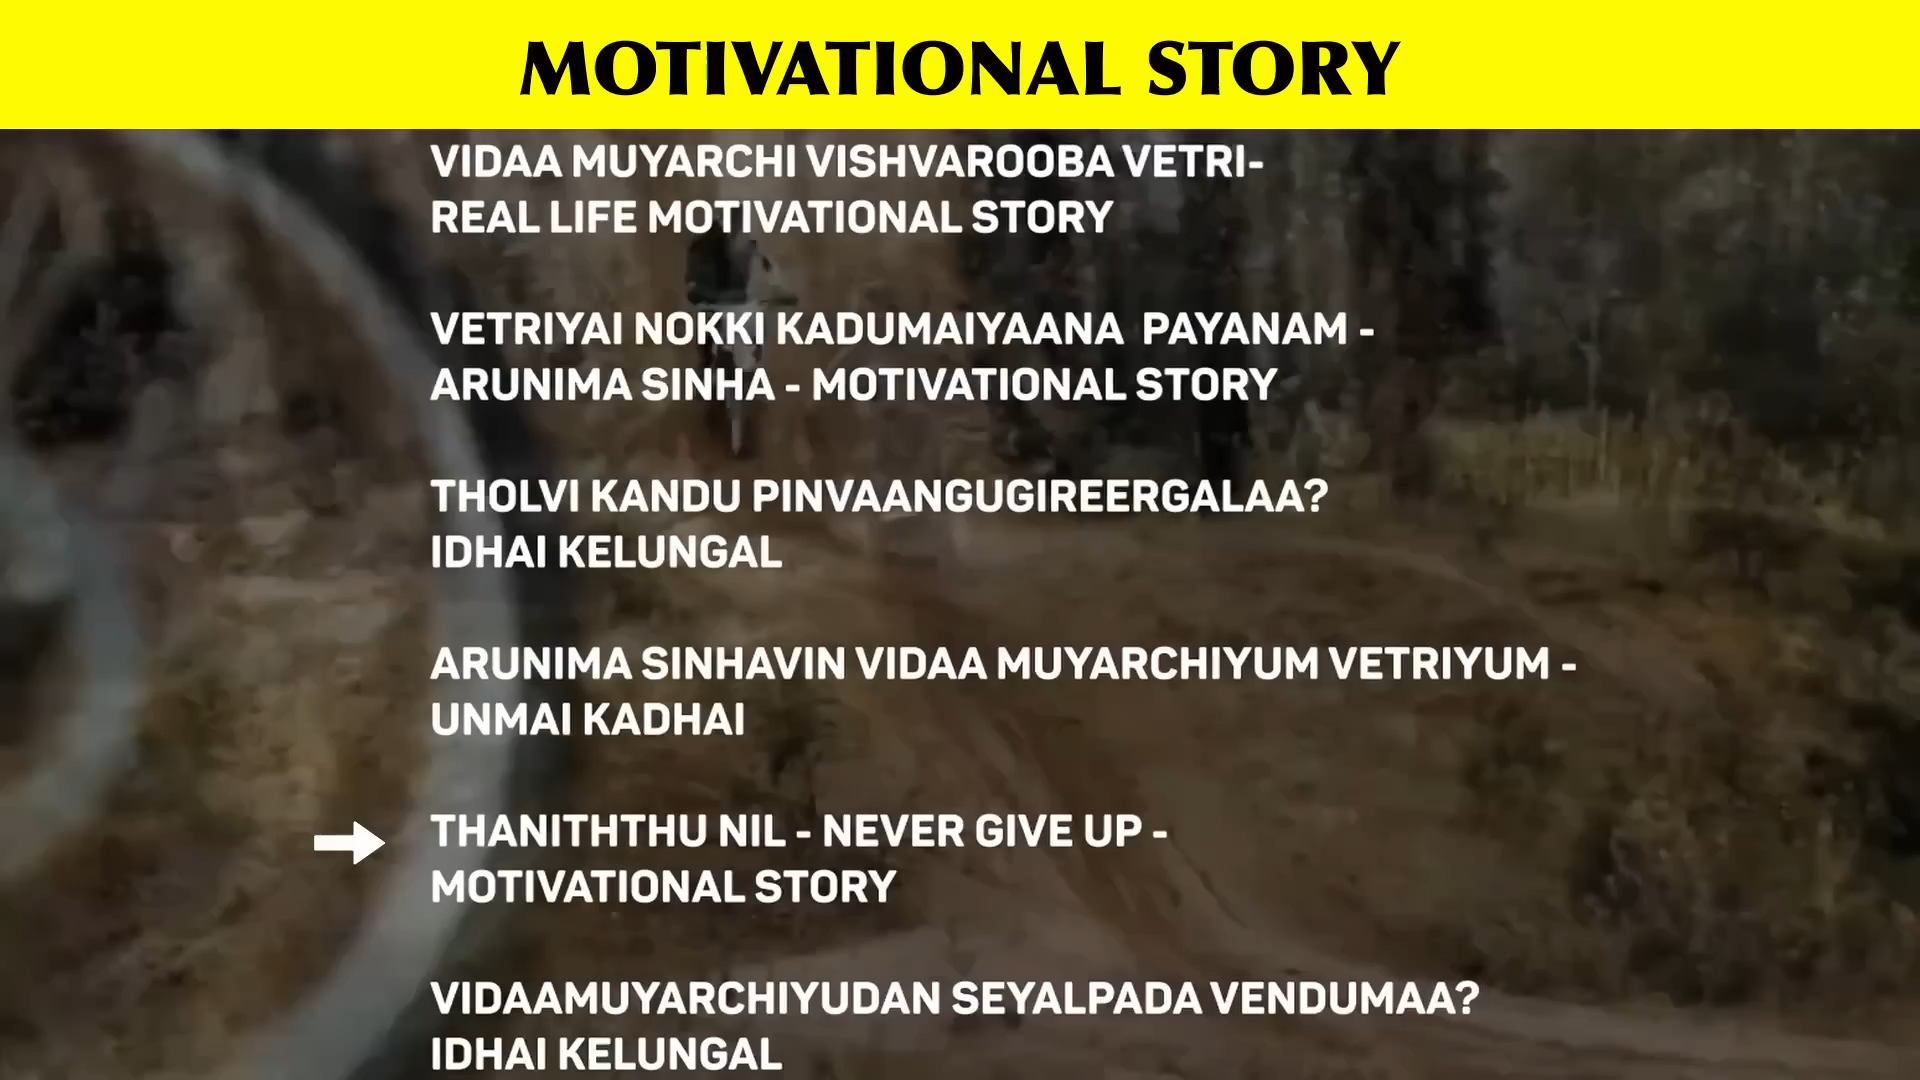 MOTIVATIONAL STORY
VIDAA MUYARCHI VISHVAROOBA VETRI-
REAL LIFE MOTIVATIONAL STORY
VETRIYAI NOKKI KADUMAIYAANA PAYANAM -
ARUNIMA SINHA - MOTIVATIONAL STORY
THOLVI KANDU PINVAANGUGIREERGALAA?
IDHAI KELUNGAL
ARUNIMA SINHAVIN VIDAA MUYARCHIYUM VETRIYUM -
UNMAI KADHAI
THANITHTHU NIL - NEVER GIVE UP -
MOTIVATIONAL STORY
VIDAAMUYARCHIYUDAN SEYALPADA VENDUMAA?
IDHAI KELUNGAL